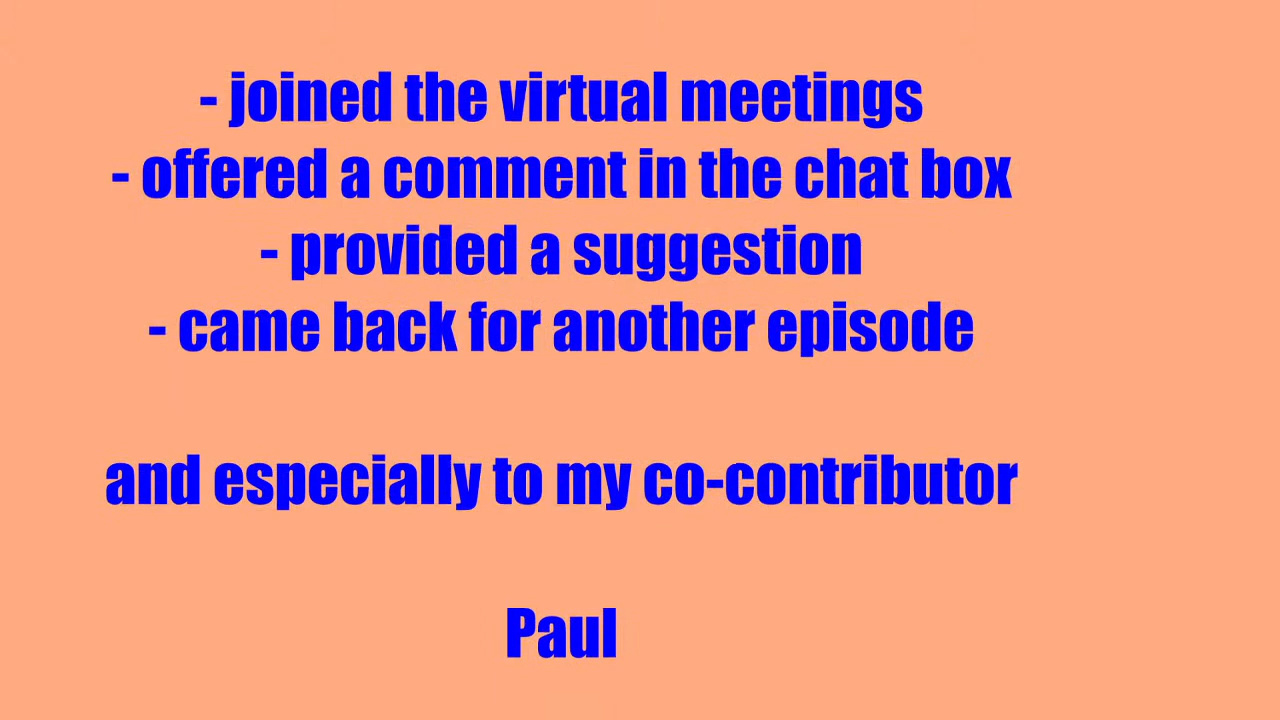 - joined the virtual meetings
- offered a comment in the chat box
- provided a suggestion
- came back for another episode
and especially to my co-contributor
Paul